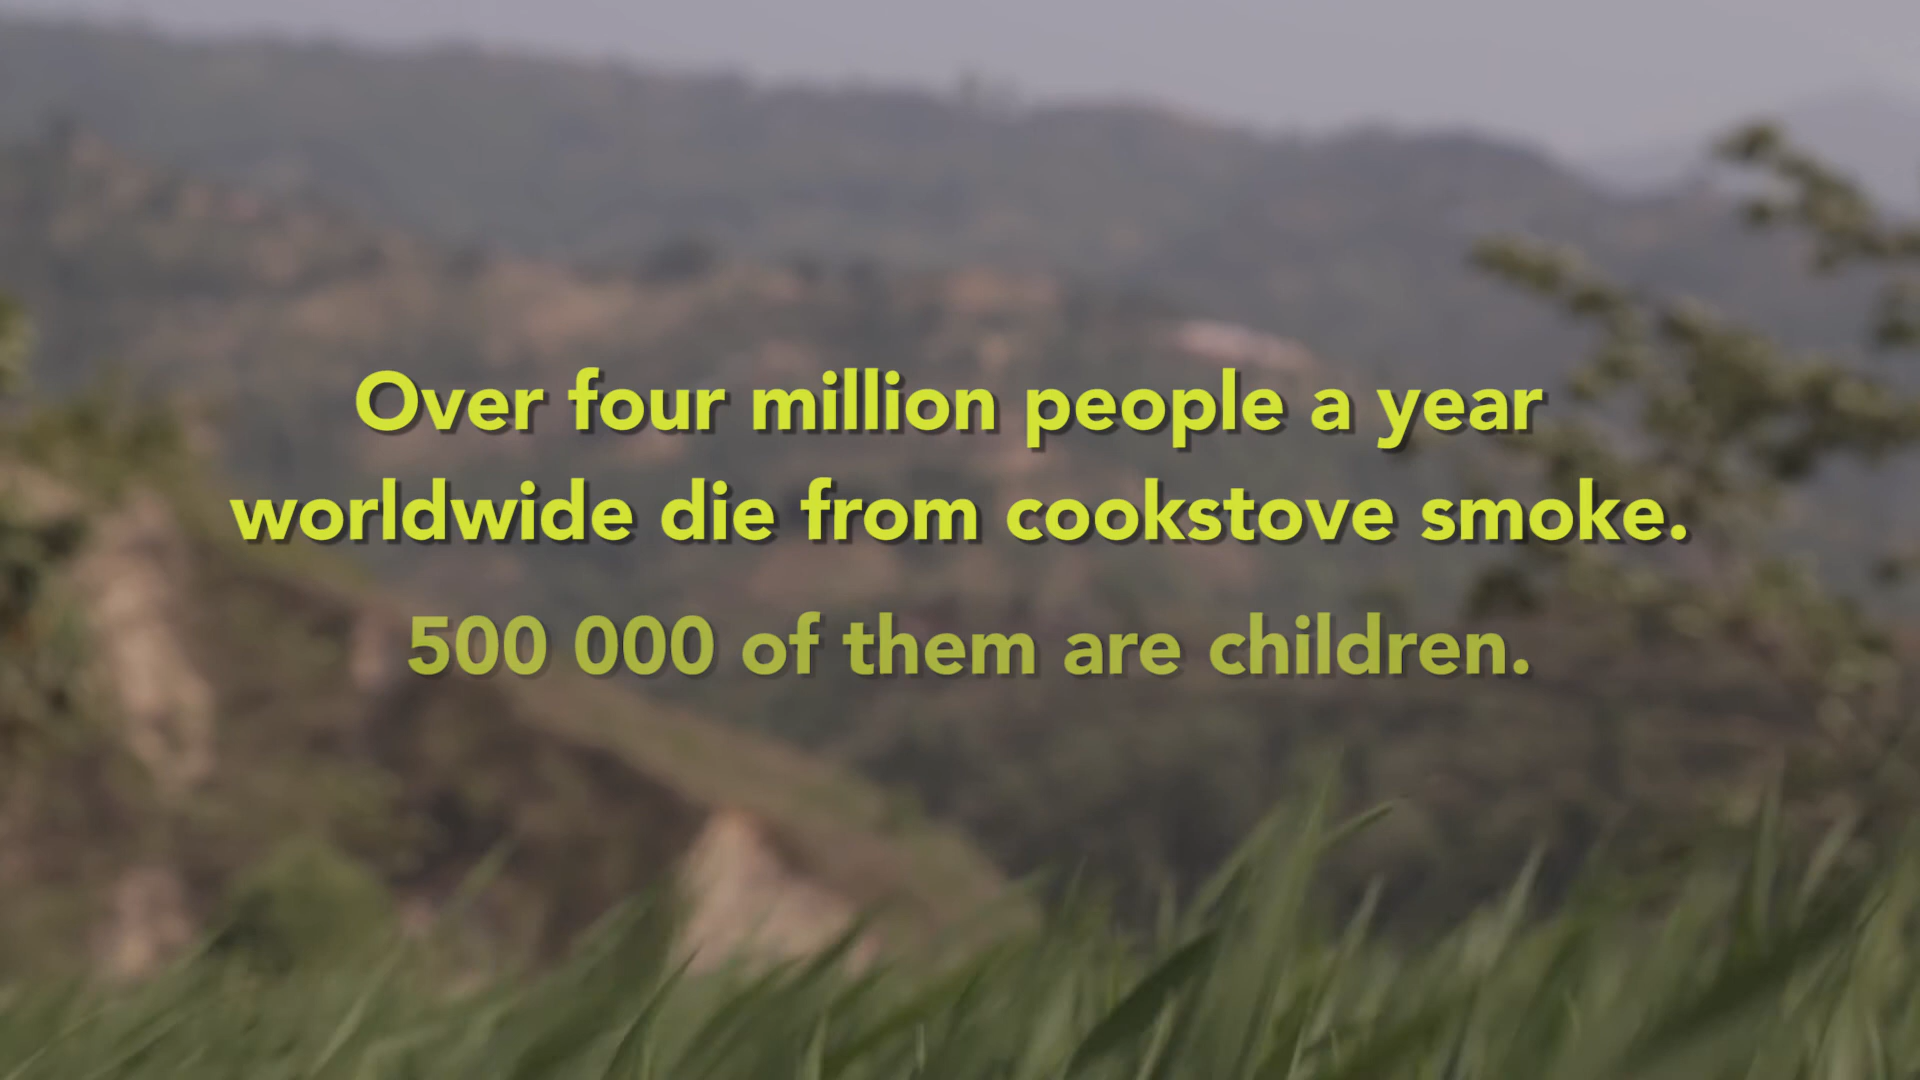 Over four million people a year
worldwide die from cookstove smoke.
500 000 of them are children.